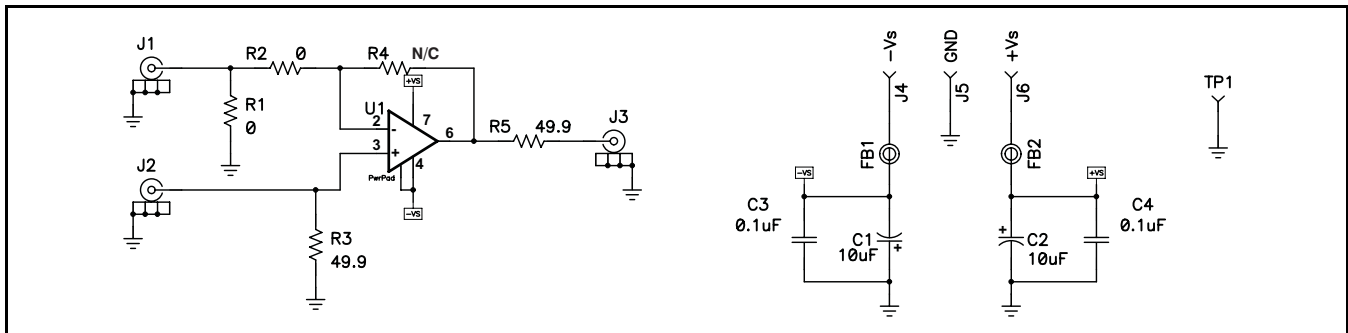 J1
R2 0
R4 N/C
+VS
R1
0
U1
2 -
7
6
3 +
4
PwrPad
-VS
R5 49.9
J3
J2
R3
49.9
-Vs
GND
+Vs
J4
J5
J6
TP1
FB1
FB2
-VS
+VS
C3
0.1uF
C1
10uF
+
+
C2
10uF
C4
0.1uF